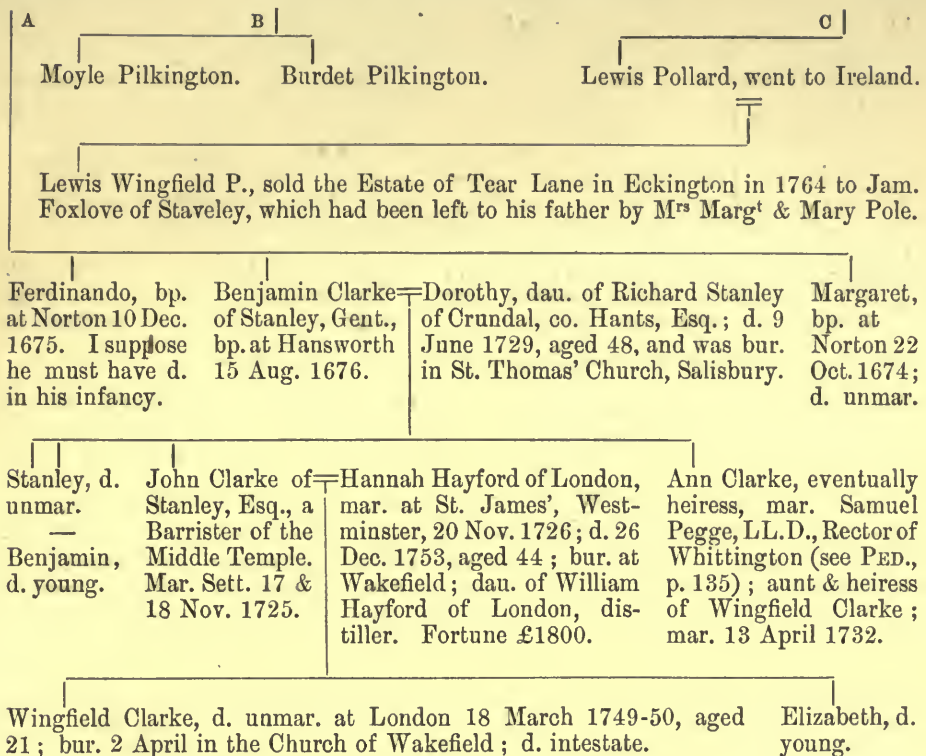 A B C
Moyle Pilkington. Burdet Pilkington. Lewis Pollard, went to Ireland.
Lewis Wingfield P., sold the Estate of Tear Lane in Eckington in 1764 to Jam.
Foxlove of Staveley, which had been left to his father by Mrs Margt & Mary Pole.
Ferdinando, bp.
at Norton 10 Dec.
1675. I suppose
he must have d.
in his infancy.
Benjamin Clarke
of Stanley, Gent.,
bp. at Hansworth
15 Aug. 1676.
Dorothy, dau. of Richard Stanley
of Crundal, co. Hants, Esq.; d. 9
June 1729, aged 48, and was bur.
in St. Thomas' Church, Salisbury.
Margaret,
bp. at
Norton 22
Oct. 1674;
d. unmar.
Stanley, d.
unmar.
—
Benjamin,
d. young.
John Clarke of
Stanley, Esq., a
Barrister of the
Middle Temple.
Mar. Sett. 17 &
18 Nov. 1725.
Hannah Hayford of London,
mar. at St. James', West-
minster, 20 Nov. 1726; d. 26
Dec. 1753, aged 44; bur. at
Wakefield; dau. of William
Hayford of London, dis-
tiller. Fortune £1800.
Ann Clarke, eventually
heiress, mar. Samuel
Pegge, LL.D., Rector of
Whittington (see PED.,
p. 135); aunt & heiress
of Wingfield Clarke;
mar. 13 April 1732.
Wingfield Clarke, d. unmar. at London 18 March 1749-50, aged
21; bur. 2 April in the Church of Wakefield; d. intestate.
Elizabeth, d.
young.